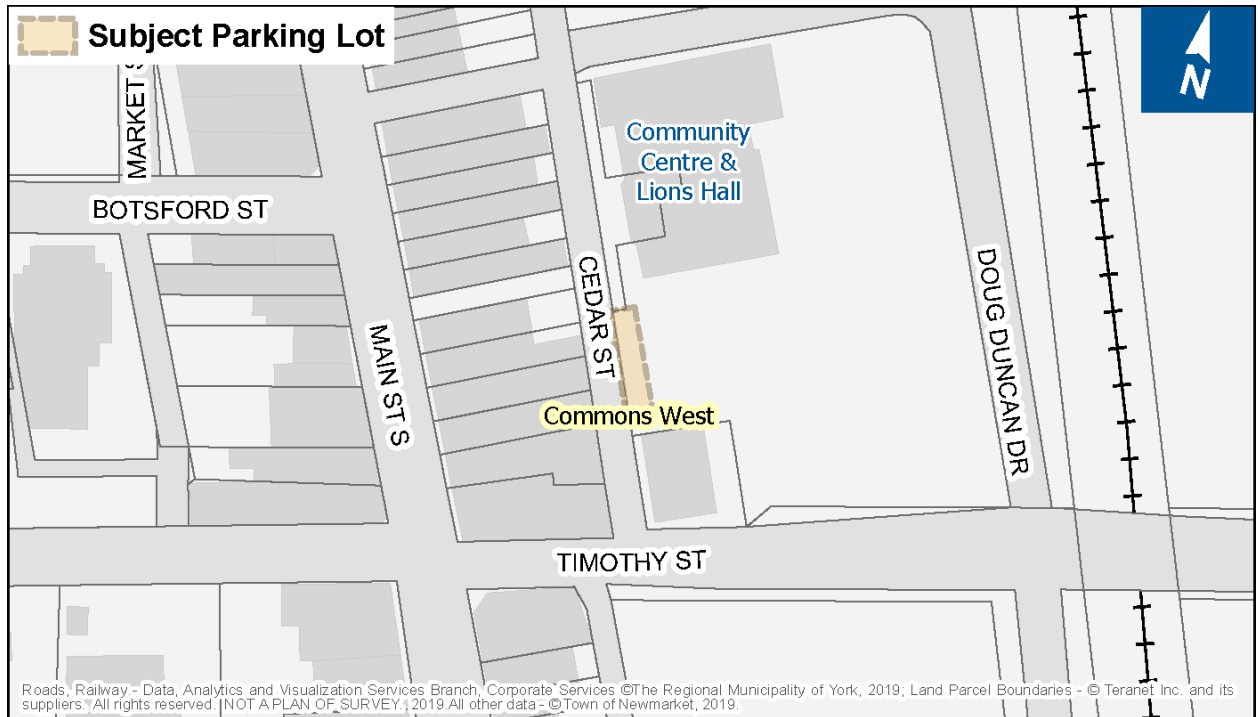 Subject Parking Lot
N
MARKET S
Community
Centre &
Lions Hall
BOTSFORD ST
CEDAR ST
DOUG DUNCAN DR
MAIN ST S
Commons West
TIMOTHY ST
Roads, Railway - Data, Analytics and Visualization Services Branch, Corporate Services ©The Regional Municipality of York, 2019; Land Parcel Boundaries - © Teranet Inc. and its
suppliers. All rights reserved. NOT A PLAN OF SURVEY., 2019.All other data - ©Town of Newmarket, 2019.